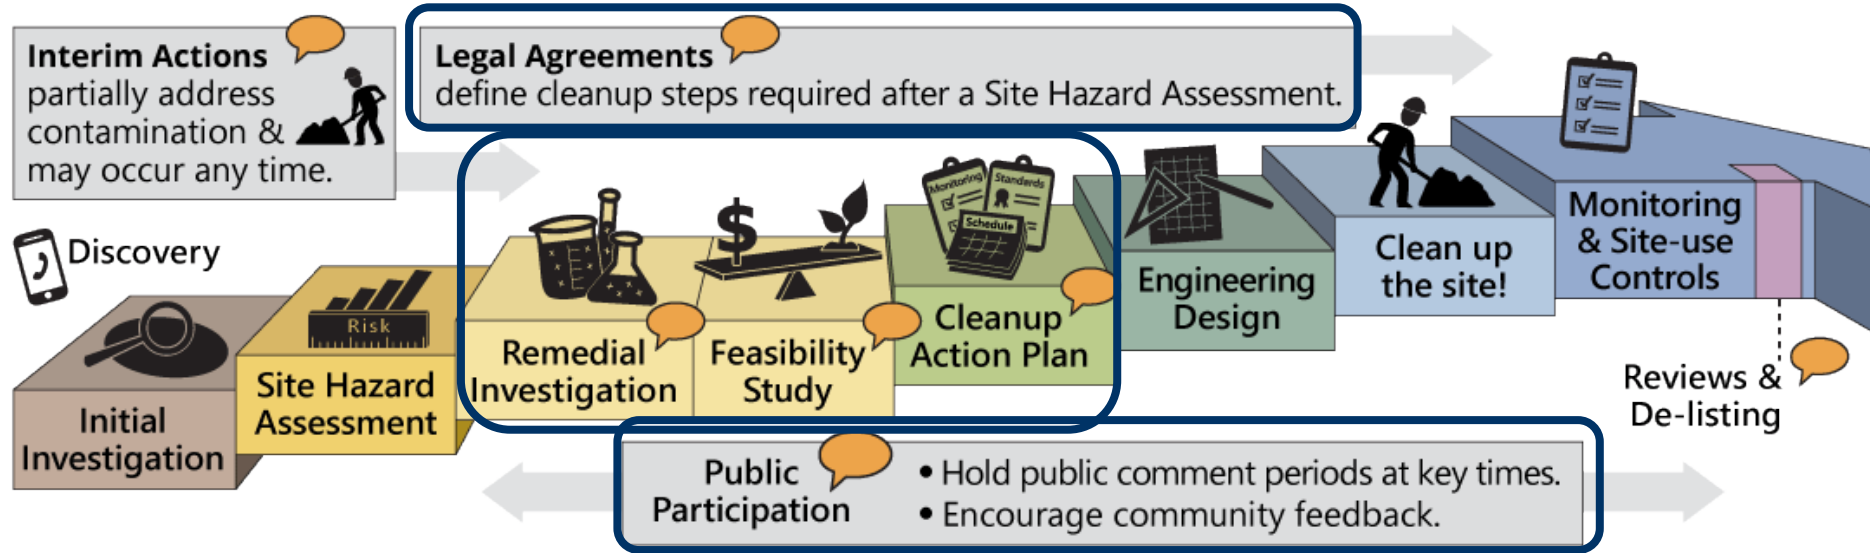 Interim Actions
partially address
contamination &
may occur any time.
Legal Agreements
define cleanup steps required after a Site Hazard Assessment.
Discovery
Initial
Investigation
Risk
Site Hazard
Assessment
Remedial
Investigation
$
Feasibility
Study
Monitoring
Standards
Schedule
Cleanup
Action Plan
Engineering
Design
Clean up
the site!
Monitoring
& Site-use
Controls
Reviews &
De-listing
Public
Participation
• Hold public comment periods at key times.
• Encourage community feedback.